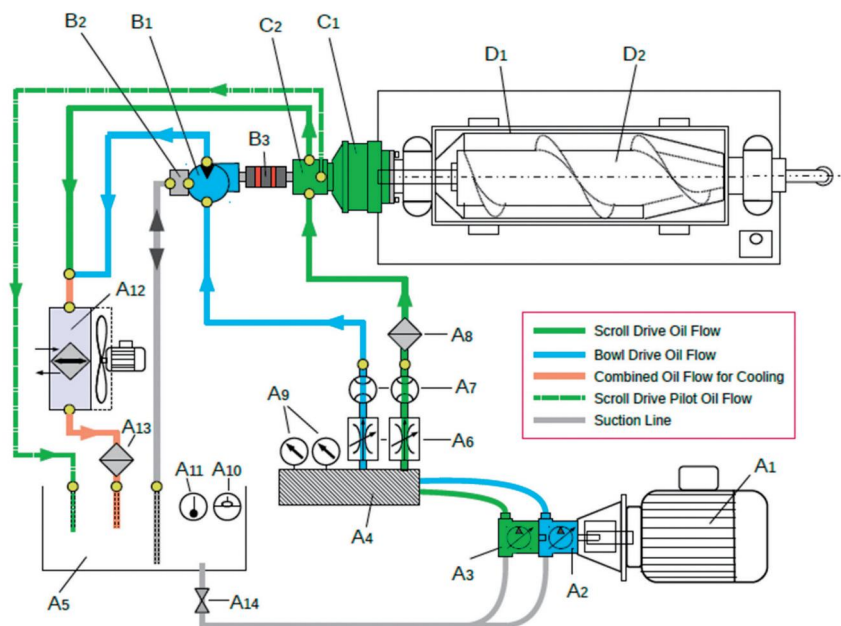 B2
B1
C2
C1
D1
D2
B3
A12
A8
A9
A7
A13
A6
A11
A10
A4
A1
A3
A2
A5
A14
Scroll Drive Oil Flow
Bowl Drive Oil Flow
Combined Oil Flow for Cooling
Scroll Drive Pilot Oil Flow
Suction Line